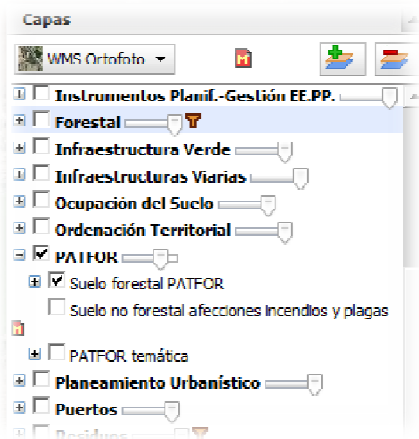 Capas
WMS Ortofoto
Instrumentos Planif.-Gestión EE.PP.
Forestal
Infraestructura Verde
Infraestructuras Viarias
Ocupación del Suelo
Ordenación Territorial
PATFOR
Suelo forestal PATFOR
Suelo no forestal afecciones incendios y plagas
PATFOR temática
Planeamiento Urbanístico
Puertos
Residuos